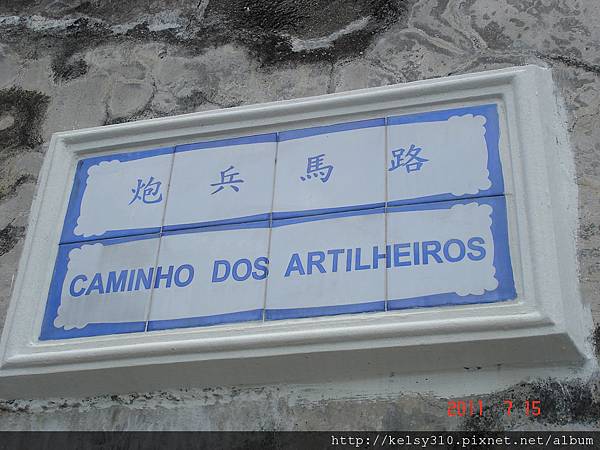 炮兵馬路
CAMINHO DOS ARTILHEIROS
2011 7 15
http://kelsy310.pixnet.net/album